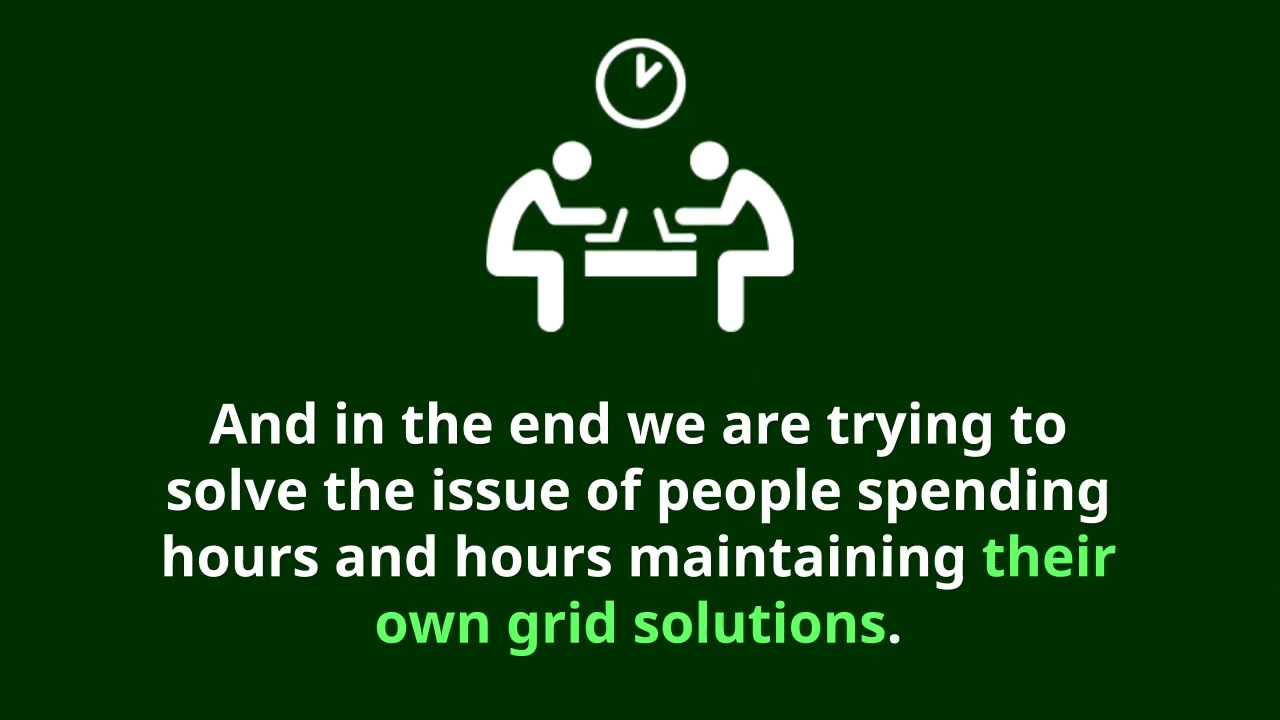 And in the end we are trying to
solve the issue of people spending
hours and hours maintaining their
own grid solutions.